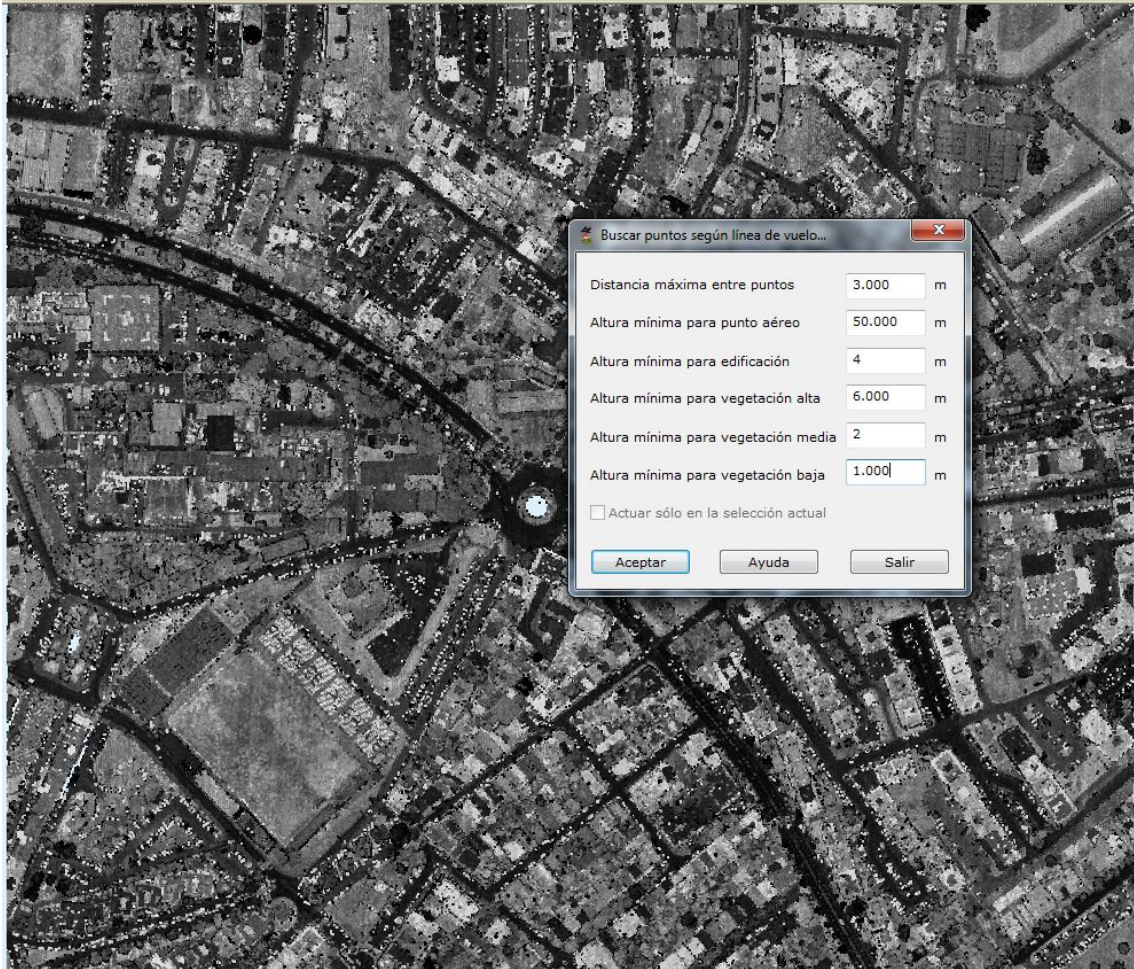 Buscar puntos según línea de vuelo...
Distancia máxima entre puntos 3.000 m
Altura mínima para punto aéreo 50.000 m
Altura mínima para edificación 4 m
Altura mínima para vegetación alta 6.000 m
Altura mínima para vegetación media 2 m
Altura mínima para vegetación baja 1.000 m
Actuar sólo en la selección actual
Aceptar Ayuda Salir